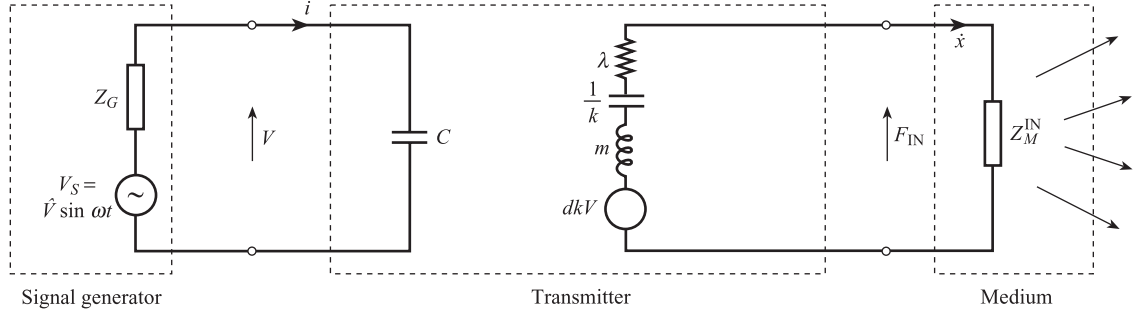 i
Z_G
V
V_S =
V̂ sin ωt
C
λ
1
k
m
dkV
F_IN
ẋ
Z_M^IN
Signal generator
Transmitter
Medium